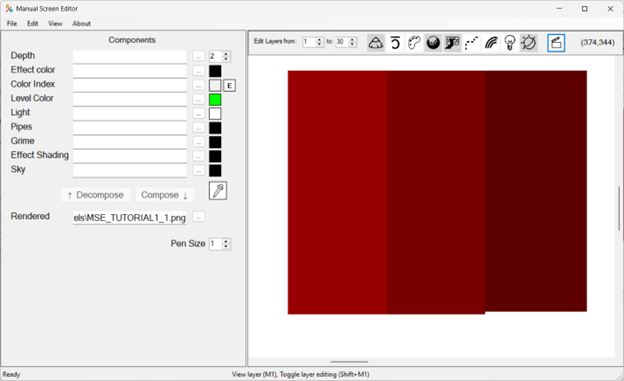 Manual Screen Editor
File Edit View About
Components
Edit Layers from: 1 to: 30 (374,344)
Depth ... 2
Effect color ...
Color Index ... E
Level Color ...
Light ...
Pipes ...
Grime ...
Effect Shading ...
Sky ...
↑ Decompose Compose ↓
Rendered els\MSE_TUTORIAL1_1.png ...
Pen Size 1
Ready View layer (M1), Toggle layer editing (Shift+M1)